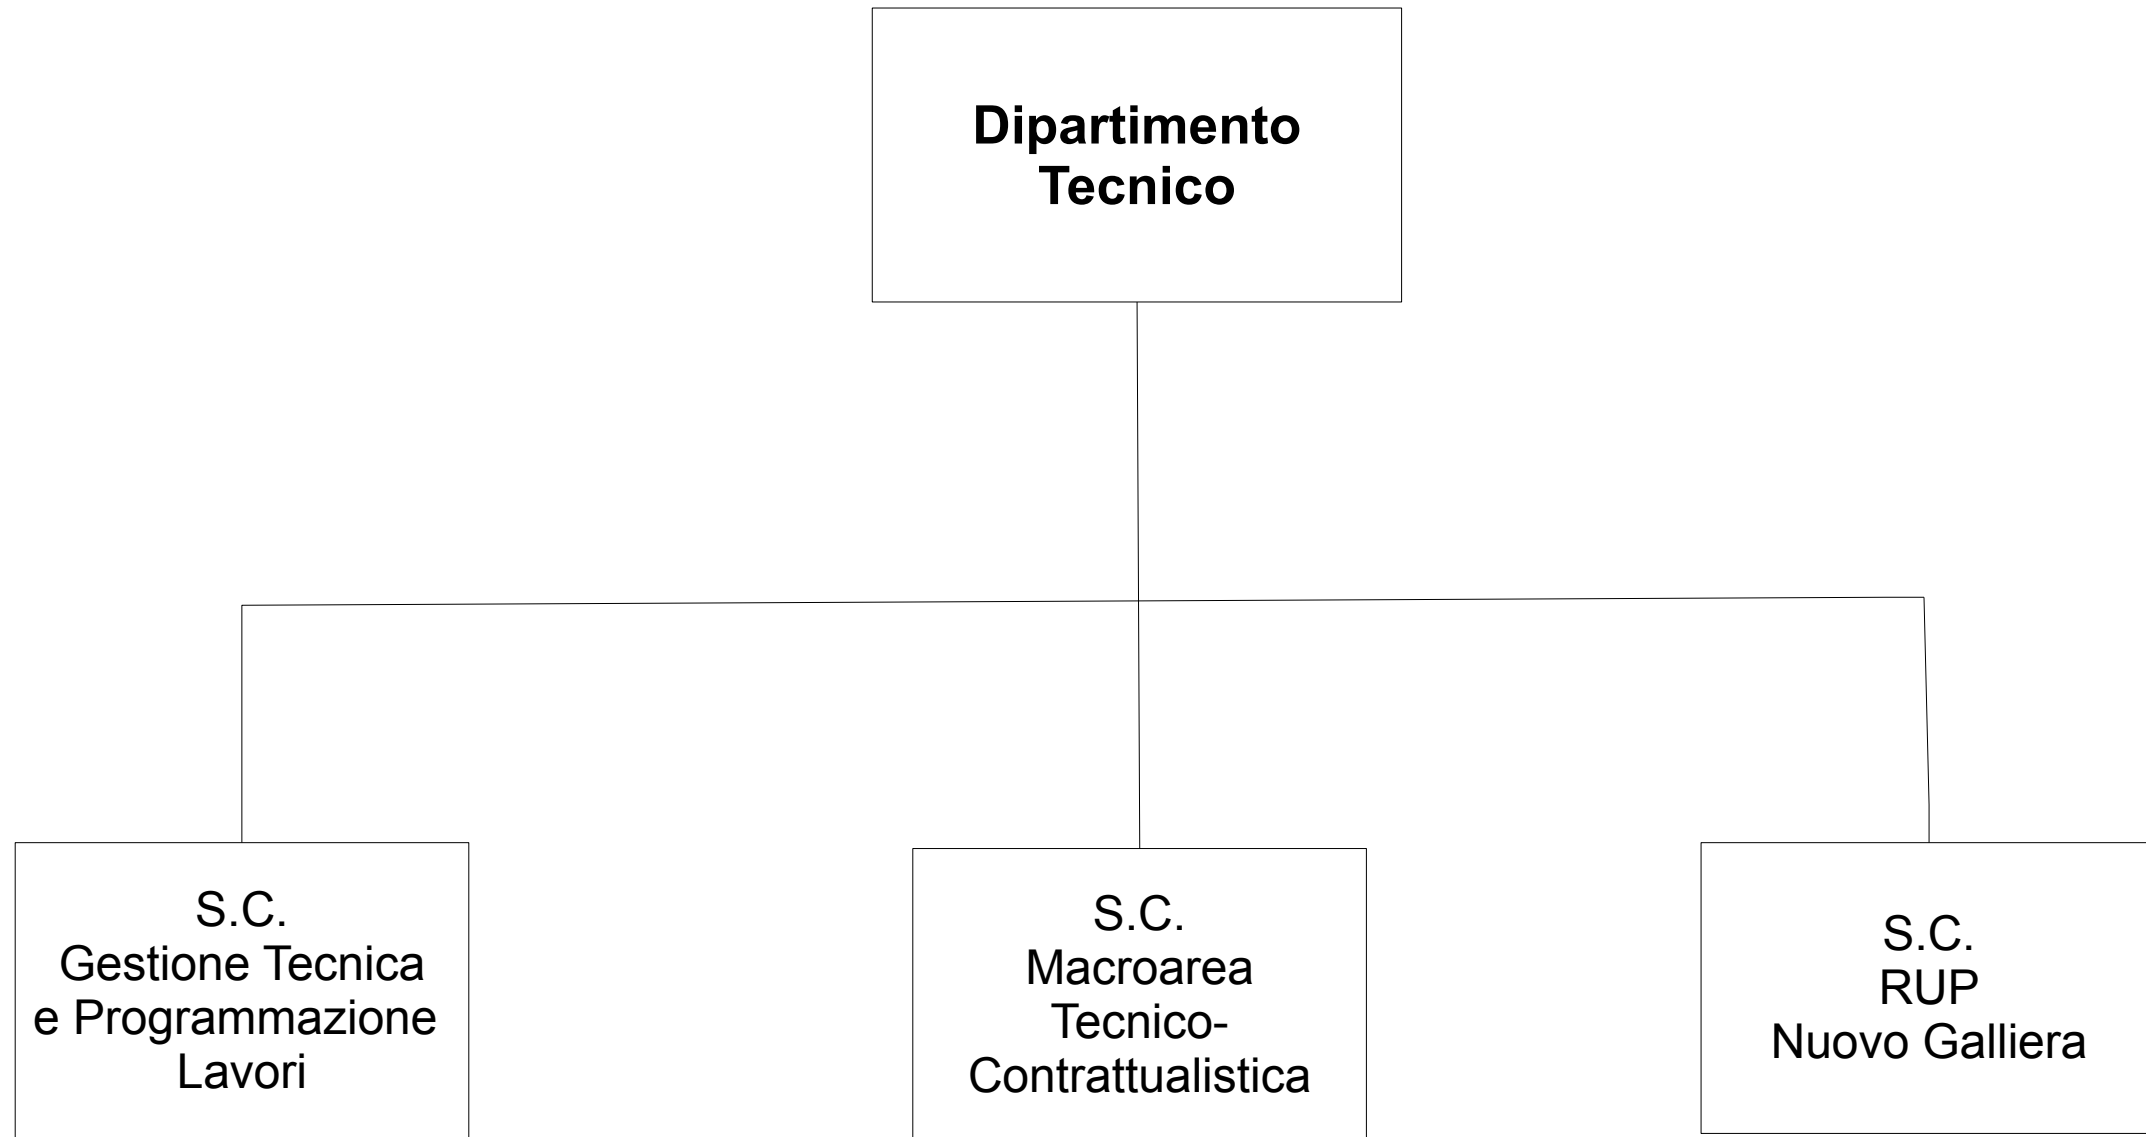 Dipartimento
Tecnico
S.C.
Gestione Tecnica
e Programmazione
Lavori
S.C.
Macroarea
Tecnico-
Contrattualistica
S.C.
RUP
Nuovo Galliera